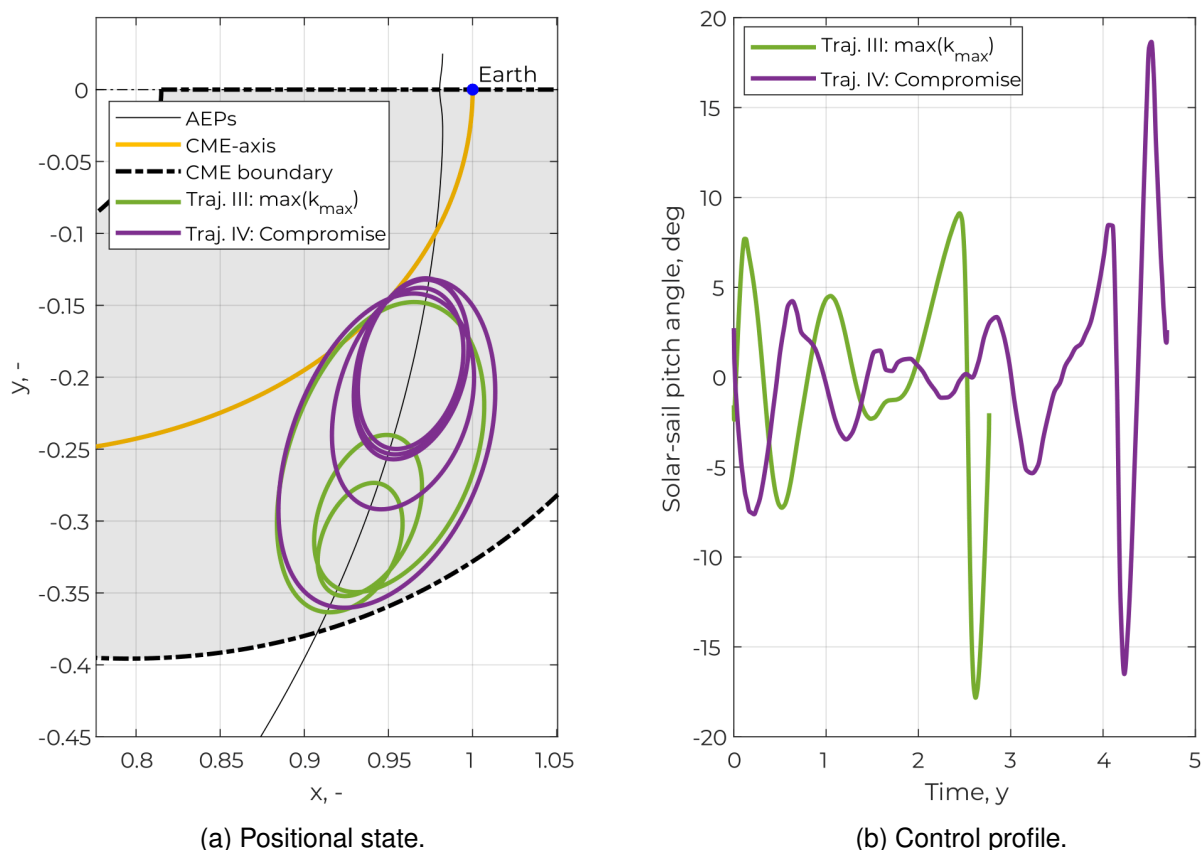 Earth
AEPs
CME-axis
CME boundary
Traj. III: max(k_max)
Traj. IV: Compromise
0
-0.05
-0.1
-0.15
-0.2
-0.25
-0.3
-0.35
-0.4
-0.45
y, -
0.8 0.85 0.9 0.95 1 1.05
x, -
(a) Positional state.
Traj. III: max(k_max)
Traj. IV: Compromise
20
15
10
5
0
-5
-10
-15
-20
Solar-sail pitch angle, deg
0 1 2 3 4 5
Time, y
(b) Control profile.